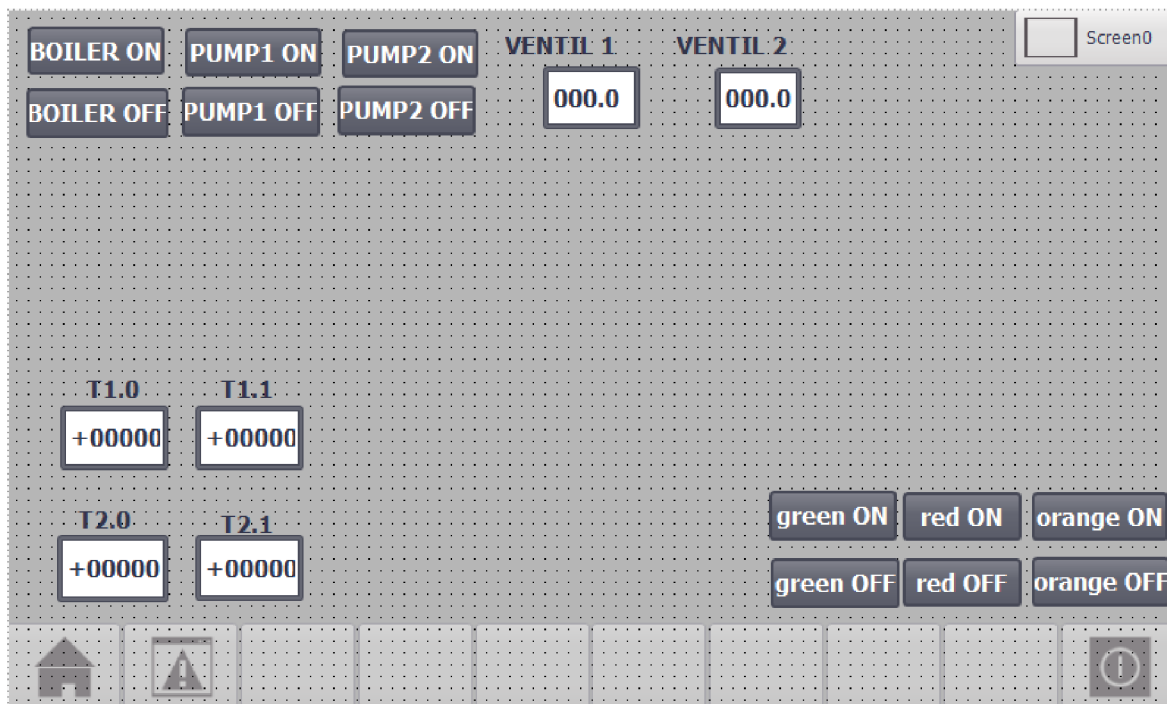 BOILER ON PUMP1 ON PUMP2 ON VENTIL 1 VENTIL 2 Screen0
000.0 000.0
BOILER OFF PUMP1 OFF PUMP2 OFF
T1.0 T1.1
+00000 +00000
green ON red ON orange ON
T2.0 T2.1
+00000 +00000
green OFF red OFF orange OFF